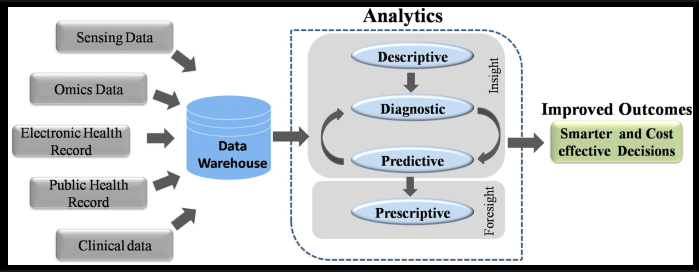 Analytics
Sensing Data
Omics Data
Electronic Health
Record
Public Health
Record
Clinical data
Data
Warehouse
Descriptive
Diagnostic
Predictive
Prescriptive
Insight
Foresight
Improved Outcomes
Smarter and Cost
effective Decisions